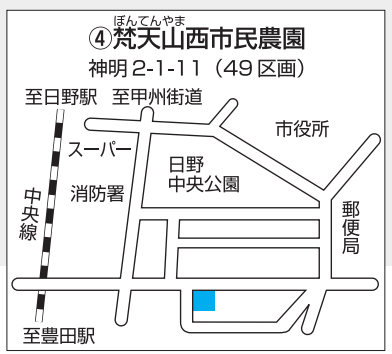 ぼんてんやま
④梵天山西市民農園
神明 2-1-11（49 区画）
至日野駅 至甲州街道
市役所
スーパー
日野
中央公園
消防署
中央線
郵便局
至豊田駅